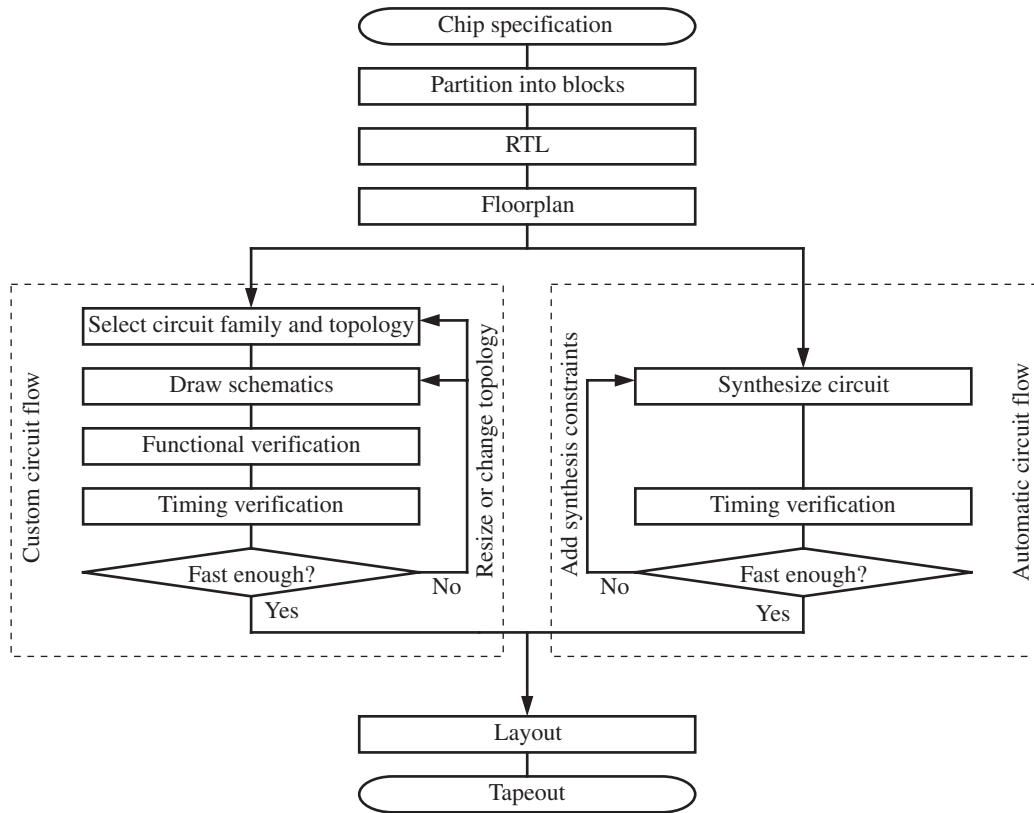 Chip specification
Partition into blocks
RTL
Floorplan
Custom circuit flow
Select circuit family and topology
Draw schematics
Functional verification
Timing verification
Fast enough?
No
Yes
Resize or change topology
Add synthesis constraints
Synthesize circuit
Timing verification
Fast enough?
No
Yes
Automatic circuit flow
Layout
Tapeout